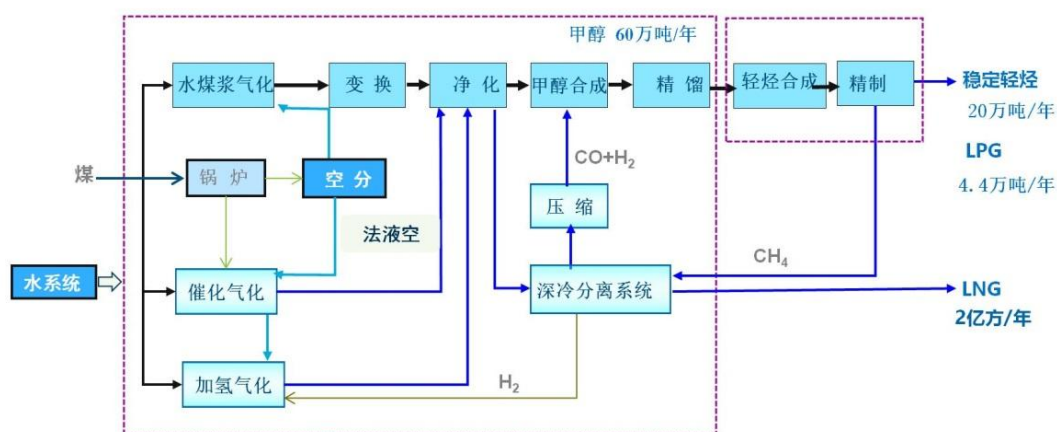 甲醇 60万吨/年
水煤浆气化
变换
净化
甲醇合成
精馏
轻烃合成
精制
稳定轻烃
20万吨/年
LPG
4.4万吨/年
煤
锅炉
空分
法液空
CO+H₂
压缩
CH₄
水系统
催化气化
深冷分离系统
LNG
2亿方/年
加氢气化
H₂